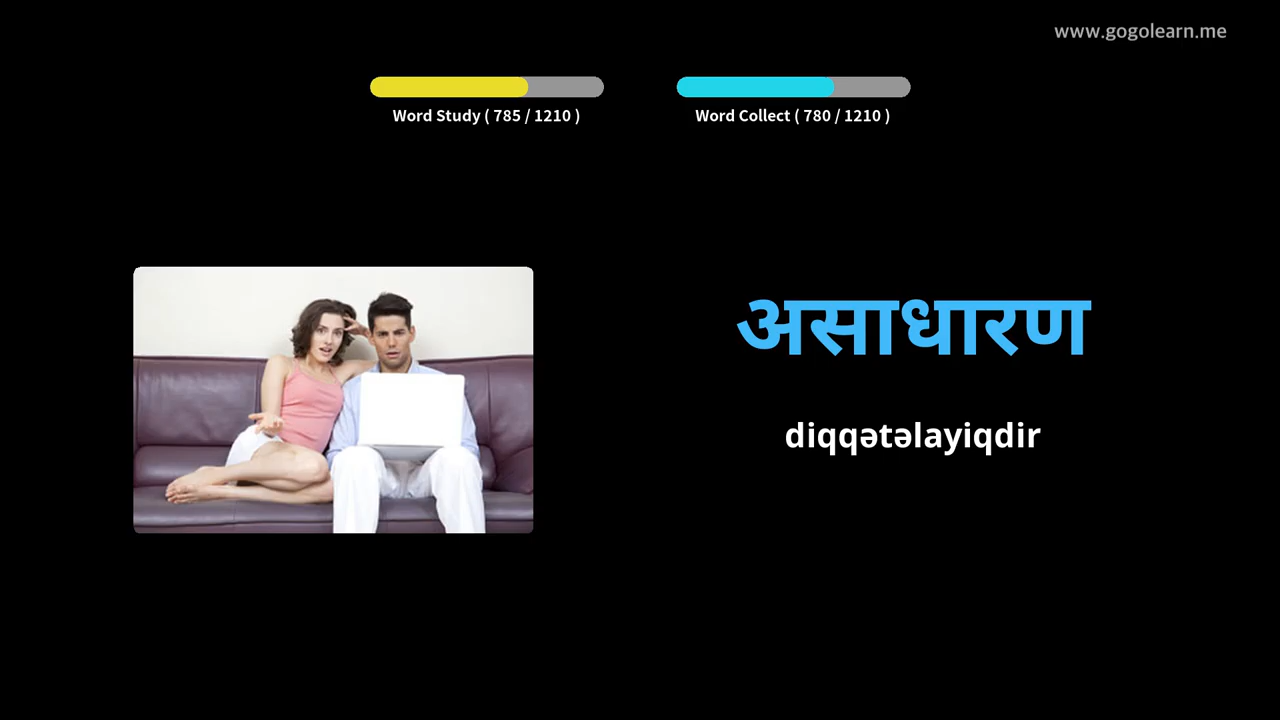 www.gogolearn.me
Word Study ( 785 / 1210 )
Word Collect ( 780 / 1210 )
असाधारण
diqqətəlayiqdir